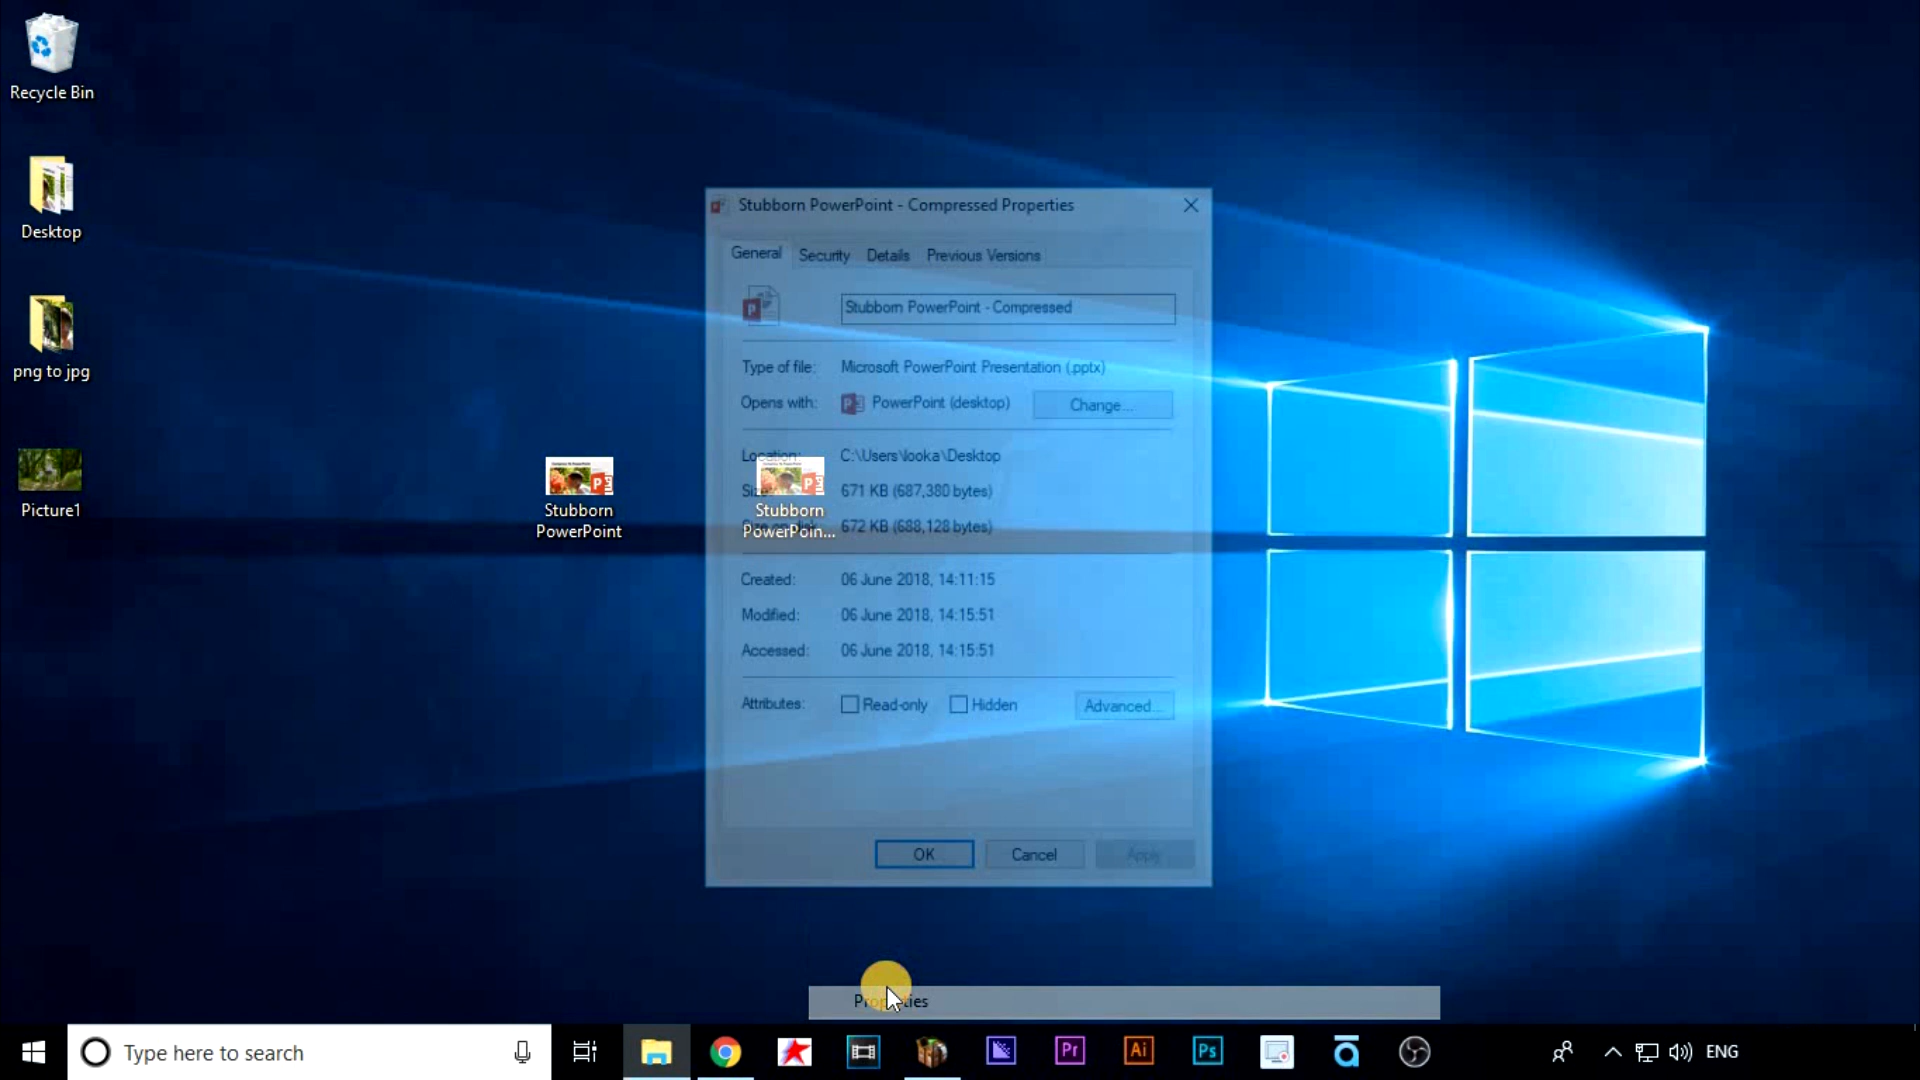 Recycle Bin
Desktop
png to jpg
Picture1
Stubborn
PowerPoint
Stubborn
PowerPoin...
Stubborn PowerPoint - Compressed Properties
General Security Details Previous Versions
Stubborn PowerPoint - Compressed
Type of file: Microsoft PowerPoint Presentation (.pptx)
Opens with: PowerPoint (desktop) Change...
Location: C:\Users\looka\Desktop
Size: 671 KB (687,380 bytes)
Size on disk: 672 KB (688,128 bytes)
Created: 06 June 2018, 14:11:15
Modified: 06 June 2018, 14:15:51
Accessed: 06 June 2018, 14:15:51
Attributes: Read-only Hidden Advanced...
OK Cancel Apply
Properties
Type here to search
Pr Ai Ps
ENG